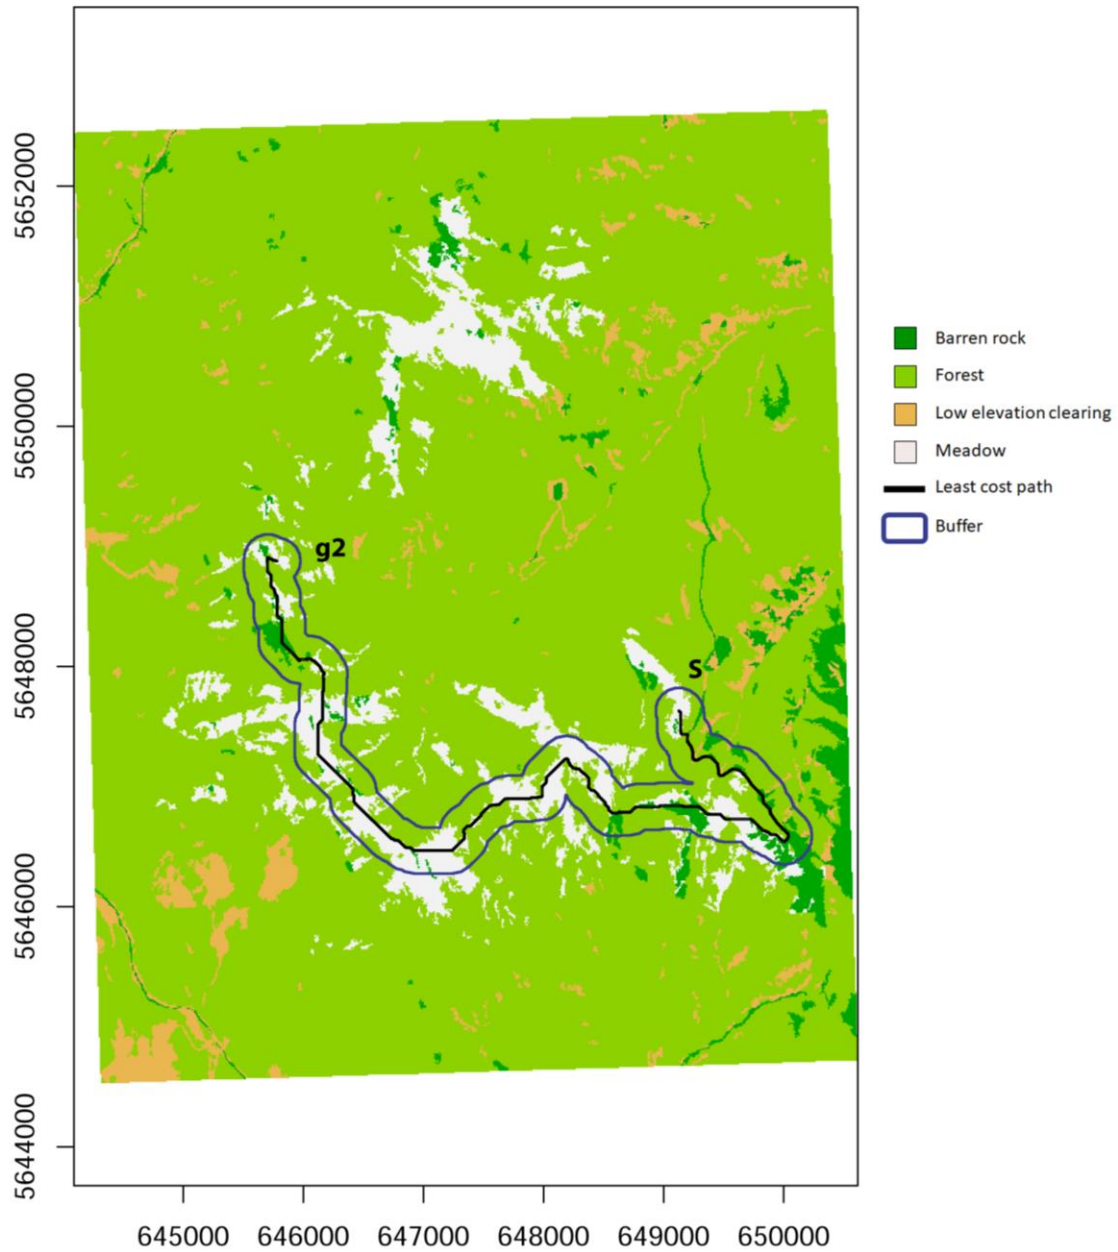 5652000
5650000
5648000
5646000
5644000
g2
S
Barren rock
Forest
Low elevation clearing
Meadow
Least cost path
Buffer
645000 646000 647000 648000 649000 650000